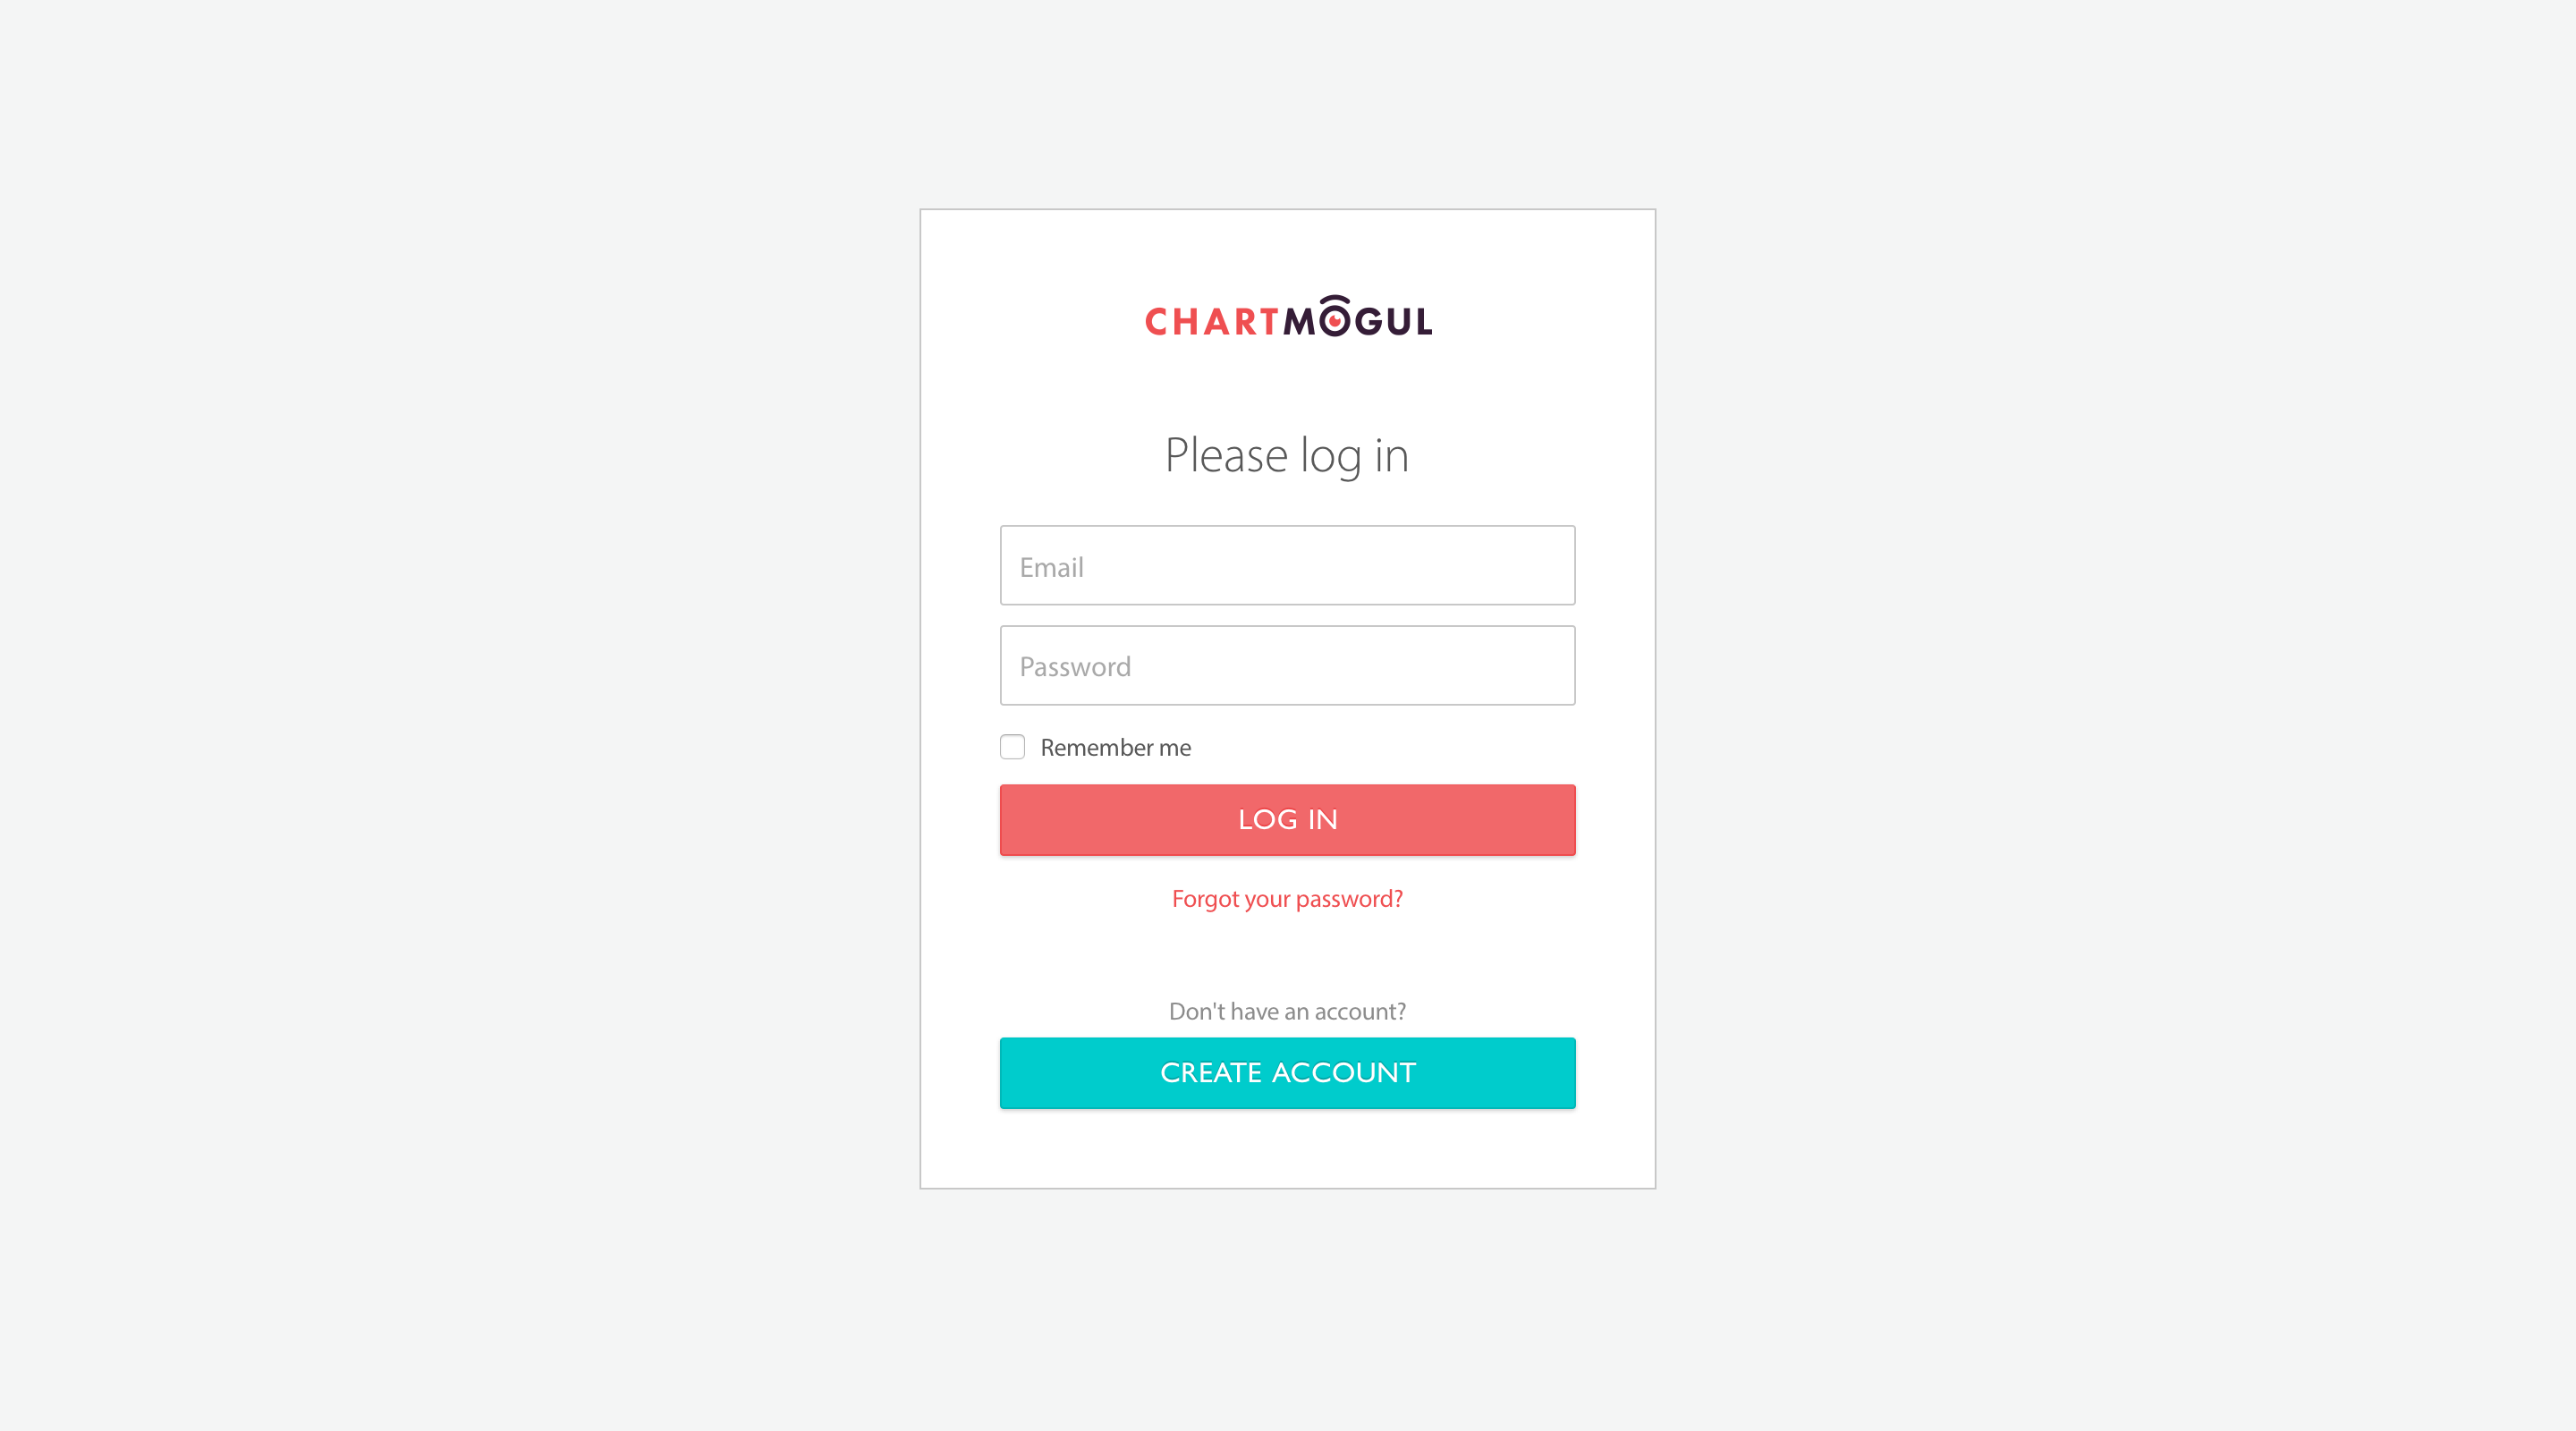 CHARTMOGUL
Please log in
Email
Password
Remember me
LOG IN
Forgot your password?
Don't have an account?
CREATE ACCOUNT